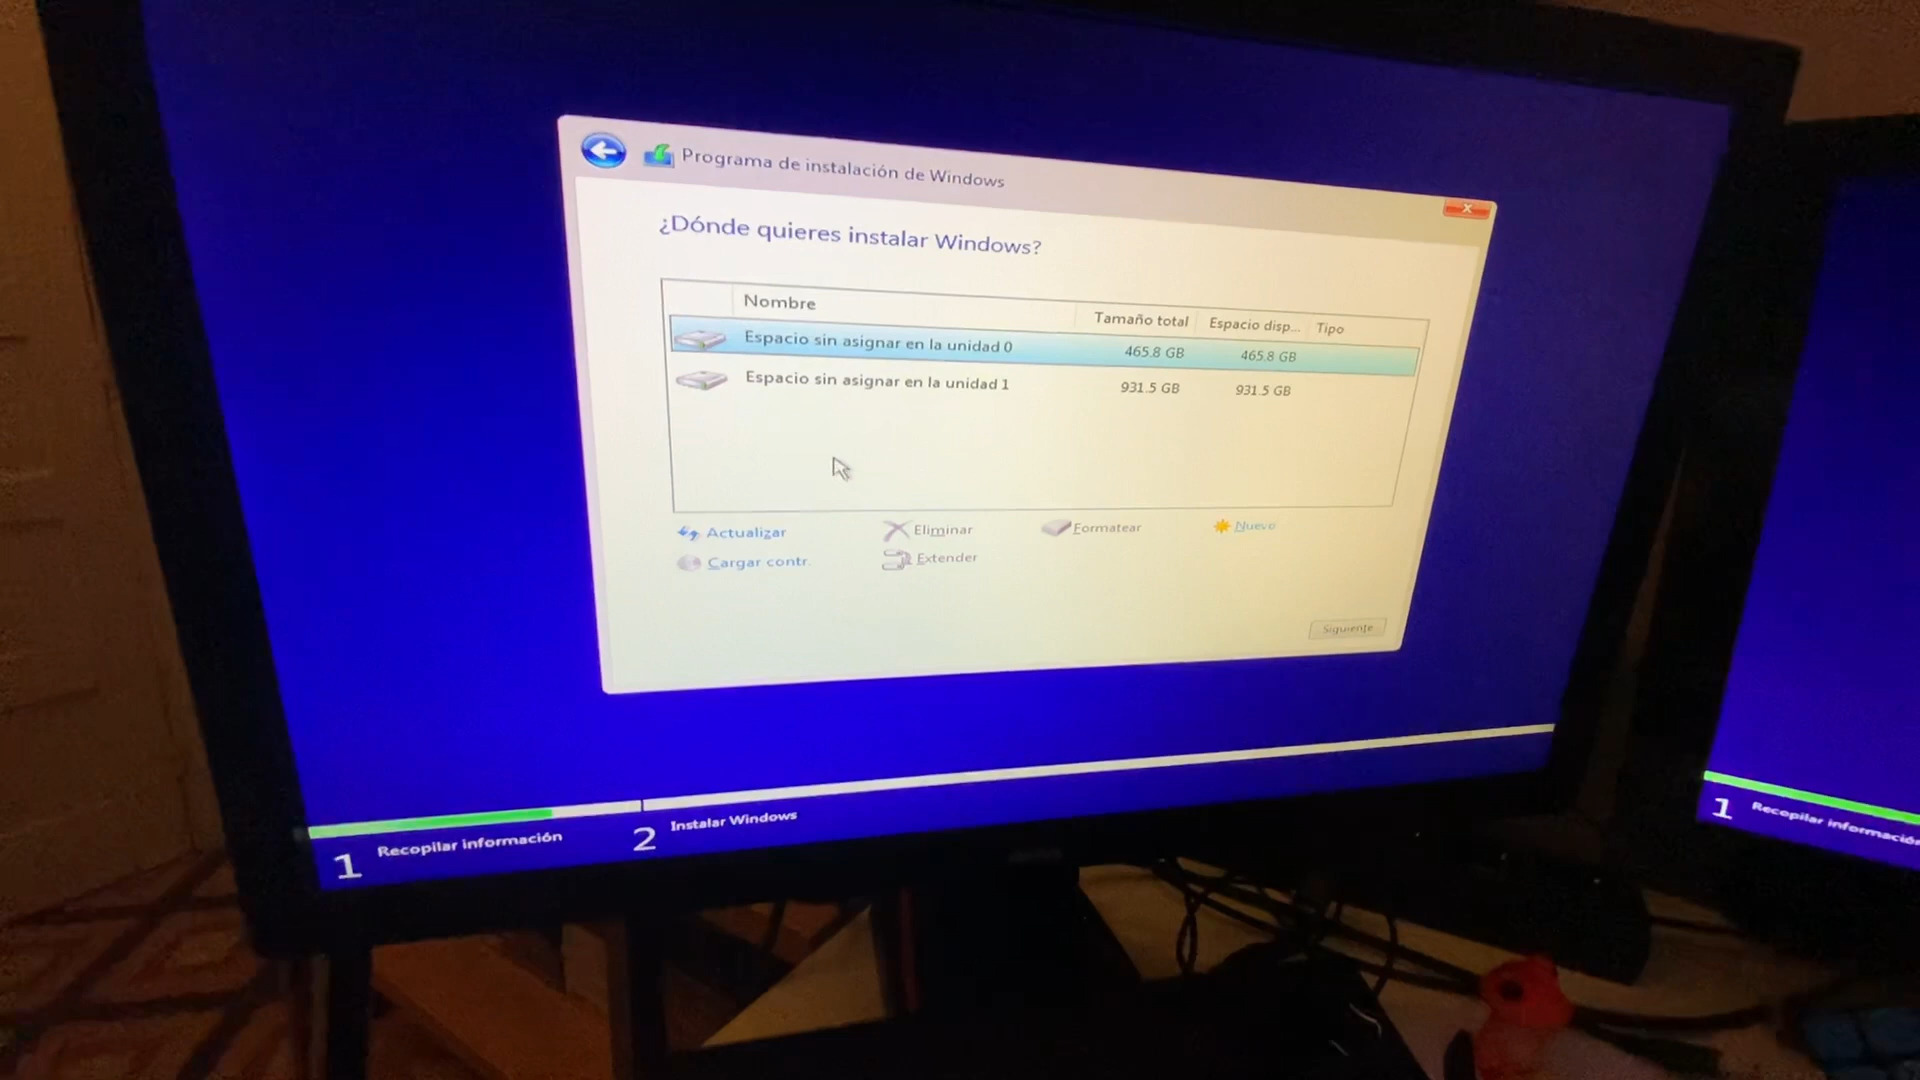 Programa de instalación de Windows
¿Dónde quieres instalar Windows?
Nombre Tamaño total Espacio disp... Tipo
Espacio sin asignar en la unidad 0 465.8 GB 465.8 GB
Espacio sin asignar en la unidad 1 931.5 GB 931.5 GB
Actualizar Eliminar Formatear Nuevo
Cargar contr. Extender
Siguiente
1 Recopilar información 2 Instalar Windows
1 Recopilar información